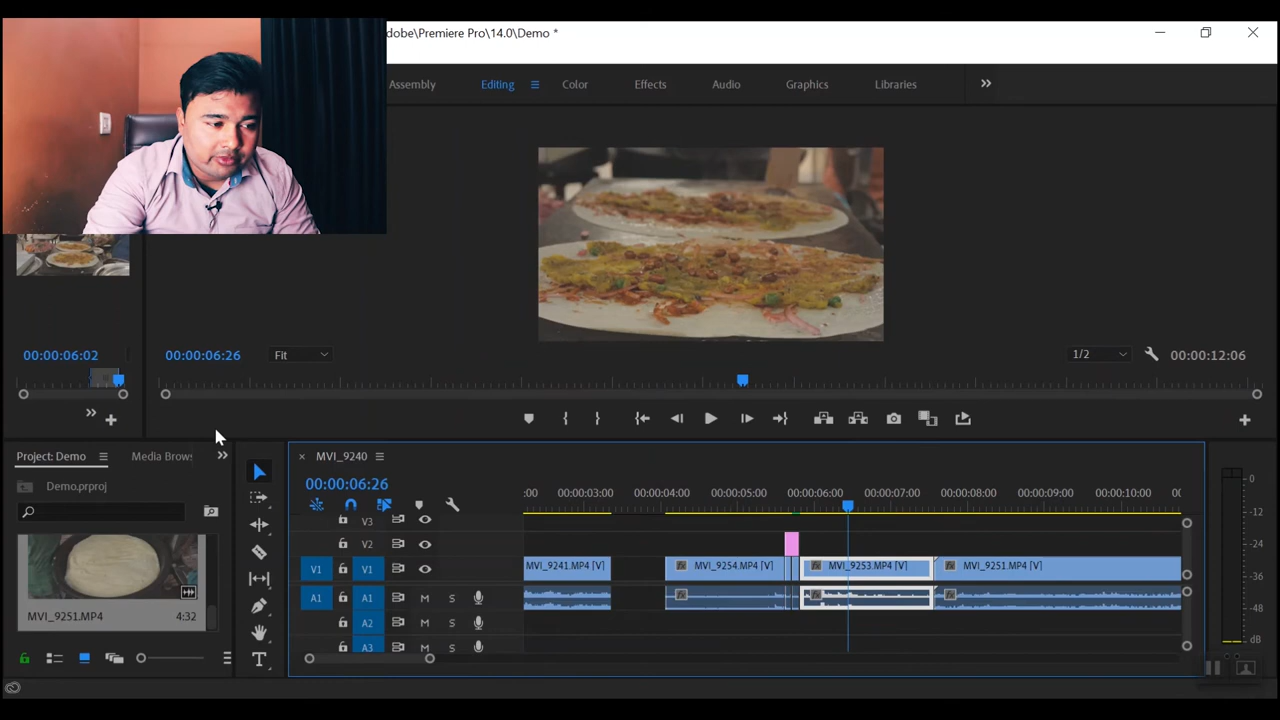 dobe\Premiere Pro\14.0\Demo *
Assembly
Editing
Color
Effects
Audio
Graphics
Libraries
00:00:06:02
00:00:06:26
Fit
1/2
00:00:12:06
Project: Demo
Media Brows
Demo.prproj
MVI_9251.MP4
4:32
MVI_9240
00:00:06:26
:00
00:00:03:00
00:00:04:00
00:00:05:00
00:00:06:00
00:00:07:00
00:00:08:00
00:00:09:00
00:00:10:00
V3
V2
V1
V1
MVI_9241.MP4 [V]
MVI_9254.MP4 [V]
MVI_9253.MP4 [V]
MVI_9251.MP4 [V]
A1
A1
M
S
A2
M
S
A3
M
S
0
-12
-24
-36
-48
dB